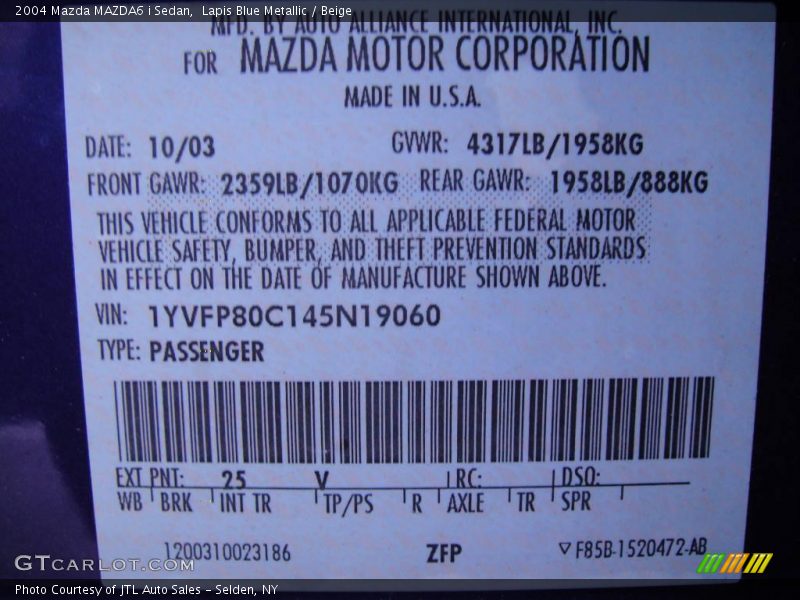 2004 Mazda MAZDA6 i Sedan, Lapis Blue Metallic / Beige
MFD. BY AUTO ALLIANCE INTERNATIONAL, INC.
FOR MAZDA MOTOR CORPORATION
MADE IN U.S.A.
DATE: 10/03 GVWR: 4317LB/1958KG
FRONT GAWR: 2359LB/1070KG REAR GAWR: 1958LB/888KG
THIS VEHICLE CONFORMS TO ALL APPLICABLE FEDERAL MOTOR
VEHICLE SAFETY, BUMPER, AND THEFT PREVENTION STANDARDS
IN EFFECT ON THE DATE OF MANUFACTURE SHOWN ABOVE.
VIN: 1YVFP80C145N19060
TYPE: PASSENGER
EXT PNT: 25 V RC: DSO:
WB BRK INT TR TP/PS R AXLE TR SPR
1200310023186 ZFP F85B-1520472-AB
GTCARLOT.COM
Photo Courtesy of JTL Auto Sales – Selden, NY